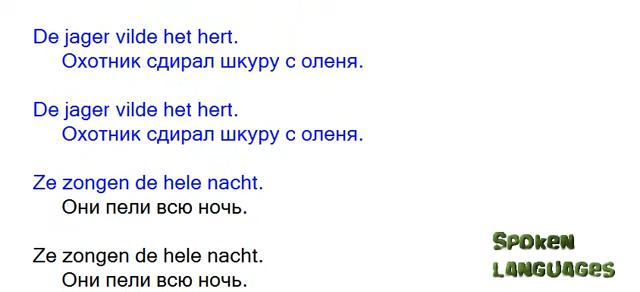 De jager vilde het hert.
Охотник сдирал шкуру с оленя.
De jager vilde het hert.
Охотник сдирал шкуру с оленя.
Ze zongen de hele nacht.
Они пели всю ночь.
Ze zongen de hele nacht.
Они пели всю ночь.
Spoken
Languages